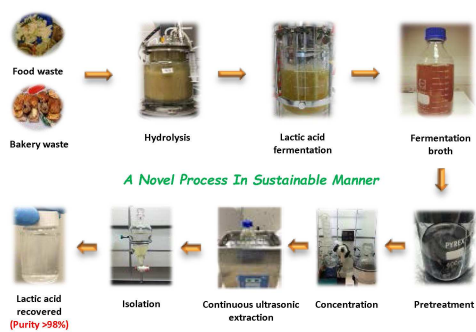 Food waste
Bakery waste
Hydrolysis
Lactic acid
fermentation
Fermentation
broth
A Novel Process In Sustainable Manner
Lactic acid
recovered
(Purity >98%)
Isolation
Continuous ultrasonic
extraction
Concentration
Pretreatment
PYREX